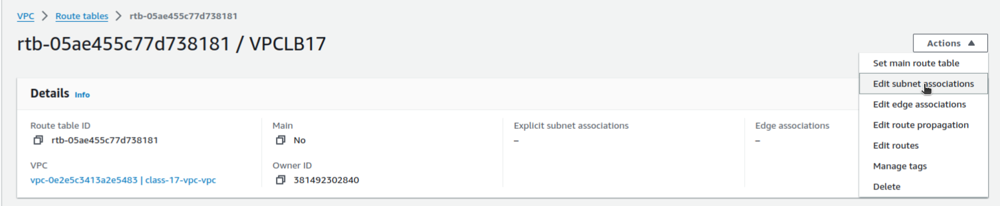 VPC > Route tables > rtb-05ae455c77d738181
rtb-05ae455c77d738181 / VPCLB17
Actions
Set main route table
Edit subnet associations
Edit edge associations
Edit route propagation
Edit routes
Manage tags
Delete
Details Info
Route table ID
rtb-05ae455c77d738181
Main
No
Explicit subnet associations
–
Edge associations
–
VPC
vpc-0e2e5c3413a2e5483 | class-17-vpc-vpc
Owner ID
381492302840